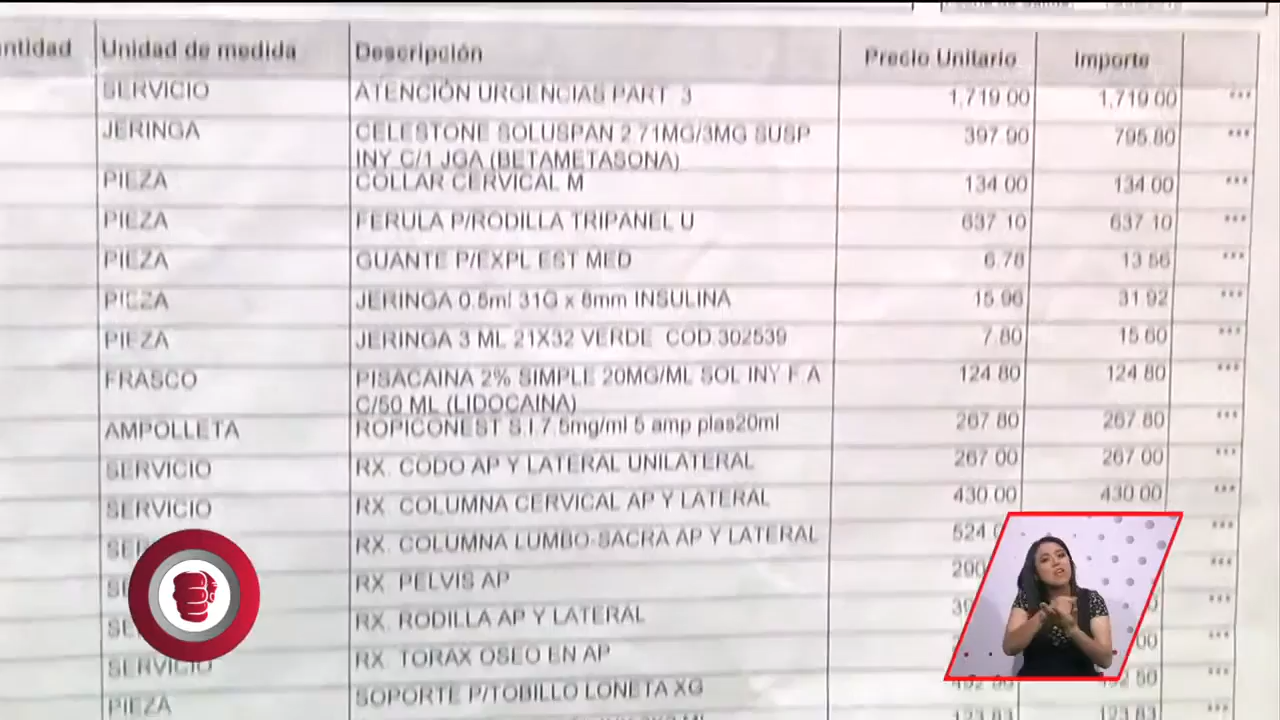 ntidad Unidad de medida Descripción Precio Unitario Importe
SERVICIO ATENCIÓN URGENCIAS PART 3 1,719 00 1,719 00 ***
JERINGA CELESTONE SOLUSPAN 2 71MG/3MG SUSP 397 90 795.80 ***
INY C/1 JGA (BETAMETASONA)
PIEZA COLLAR CERVICAL M 134 00 134 00 ***
PIEZA FERULA P/RODILLA TRIPANEL U 637 10 637 10 ***
PIEZA GUANTE P/EXPL EST MED 6.78 13 56 ***
PIEZA JERINGA 0.5ml 31G x 8mm INSULINA 15 96 31 92 ***
PIEZA JERINGA 3 ML 21X32 VERDE COD.302539 7.80 15 60 ***
FRASCO PISACAINA 2% SIMPLE 20MG/ML SOL INY F A 124 80 124 80 ***
C/50 ML (LIDOCAINA)
AMPOLLETA ROPICONEST S.I.7.5mg/ml 5 amp plas20ml 267 80 267 80 ***
SERVICIO RX. CODO AP Y LATERAL UNILATERAL 267 00 267 00 ***
SERVICIO RX. COLUMNA CERVICAL AP Y LATERAL 430.00 430 00 ***
RX. COLUMNA LUMBO-SACRA AP Y LATERAL 524 ***
RX. PELVIS AP ***
RX. RODILLA AP Y LATERAL ***
SERVICIO RX. TORAX OSEO EN AP 00 ***
PIEZA SOPORTE P/TOBILLO LONETA XG ***
123.83 123.83 ***